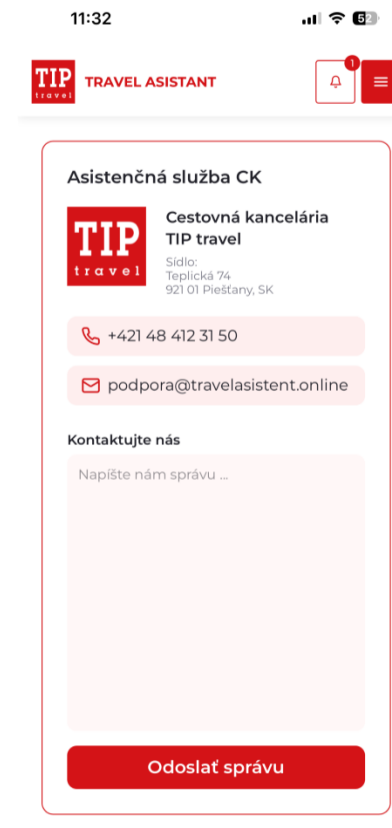 11:32
52
TIP
travel
TRAVEL ASISTANT
1
Asistenčná služba CK
TIP
travel
Cestovná kancelária
TIP travel
Sídlo:
Teplická 74
921 01 Piešťany, SK
+421 48 412 31 50
podpora@travelasistent.online
Kontaktujte nás
Napíšte nám správu ...
Odoslať správu